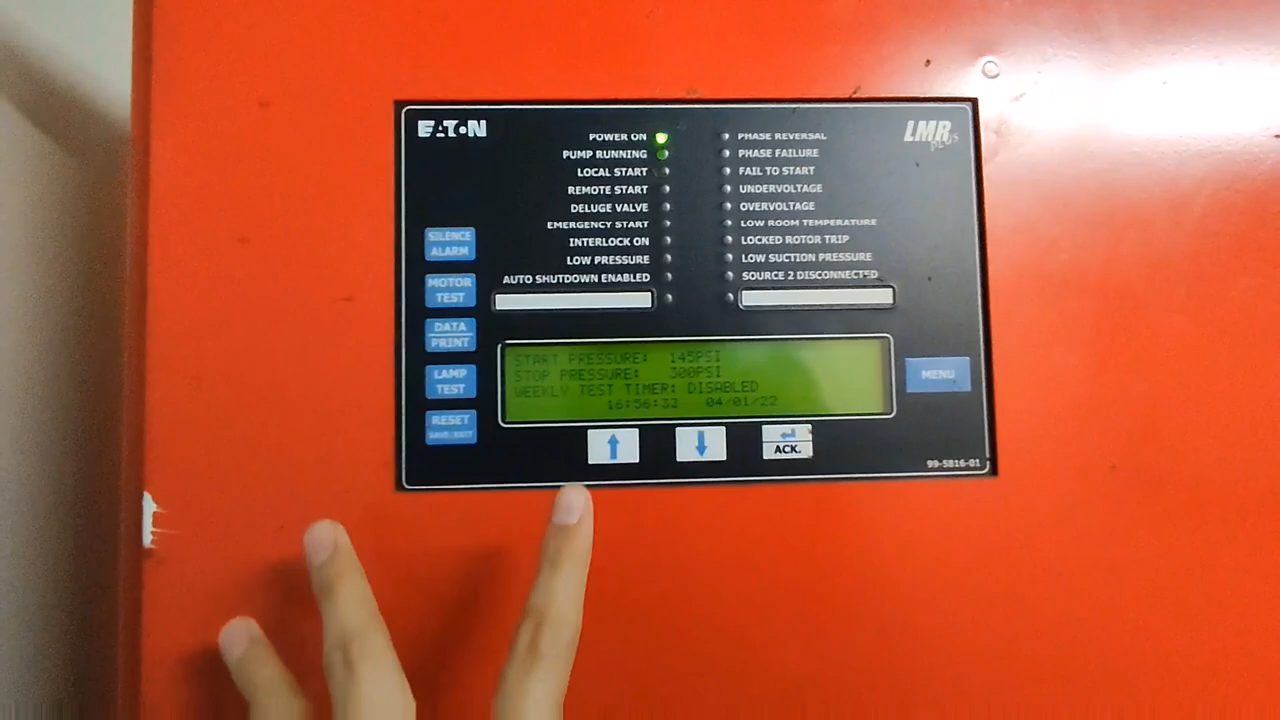 EATON
LMR
PLUS
POWER ON
PUMP RUNNING
LOCAL START
REMOTE START
DELUGE VALVE
EMERGENCY START
INTERLOCK ON
LOW PRESSURE
AUTO SHUTDOWN ENABLED
PHASE REVERSAL
PHASE FAILURE
FAIL TO START
UNDERVOLTAGE
OVERVOLTAGE
LOW ROOM TEMPERATURE
LOCKED ROTOR TRIP
LOW SUCTION PRESSURE
SOURCE 2 DISCONNECTED
SILENCE
ALARM
MOTOR
TEST
DATA
PRINT
LAMP
TEST
RESET
SAVE/EXIT
START PRESSURE: 145PSI
STOP PRESSURE: 300PSI
WEEKLY TEST TIMER: DISABLED
16:56:32 04/01/22
MENU
ACK.
99-5816-01